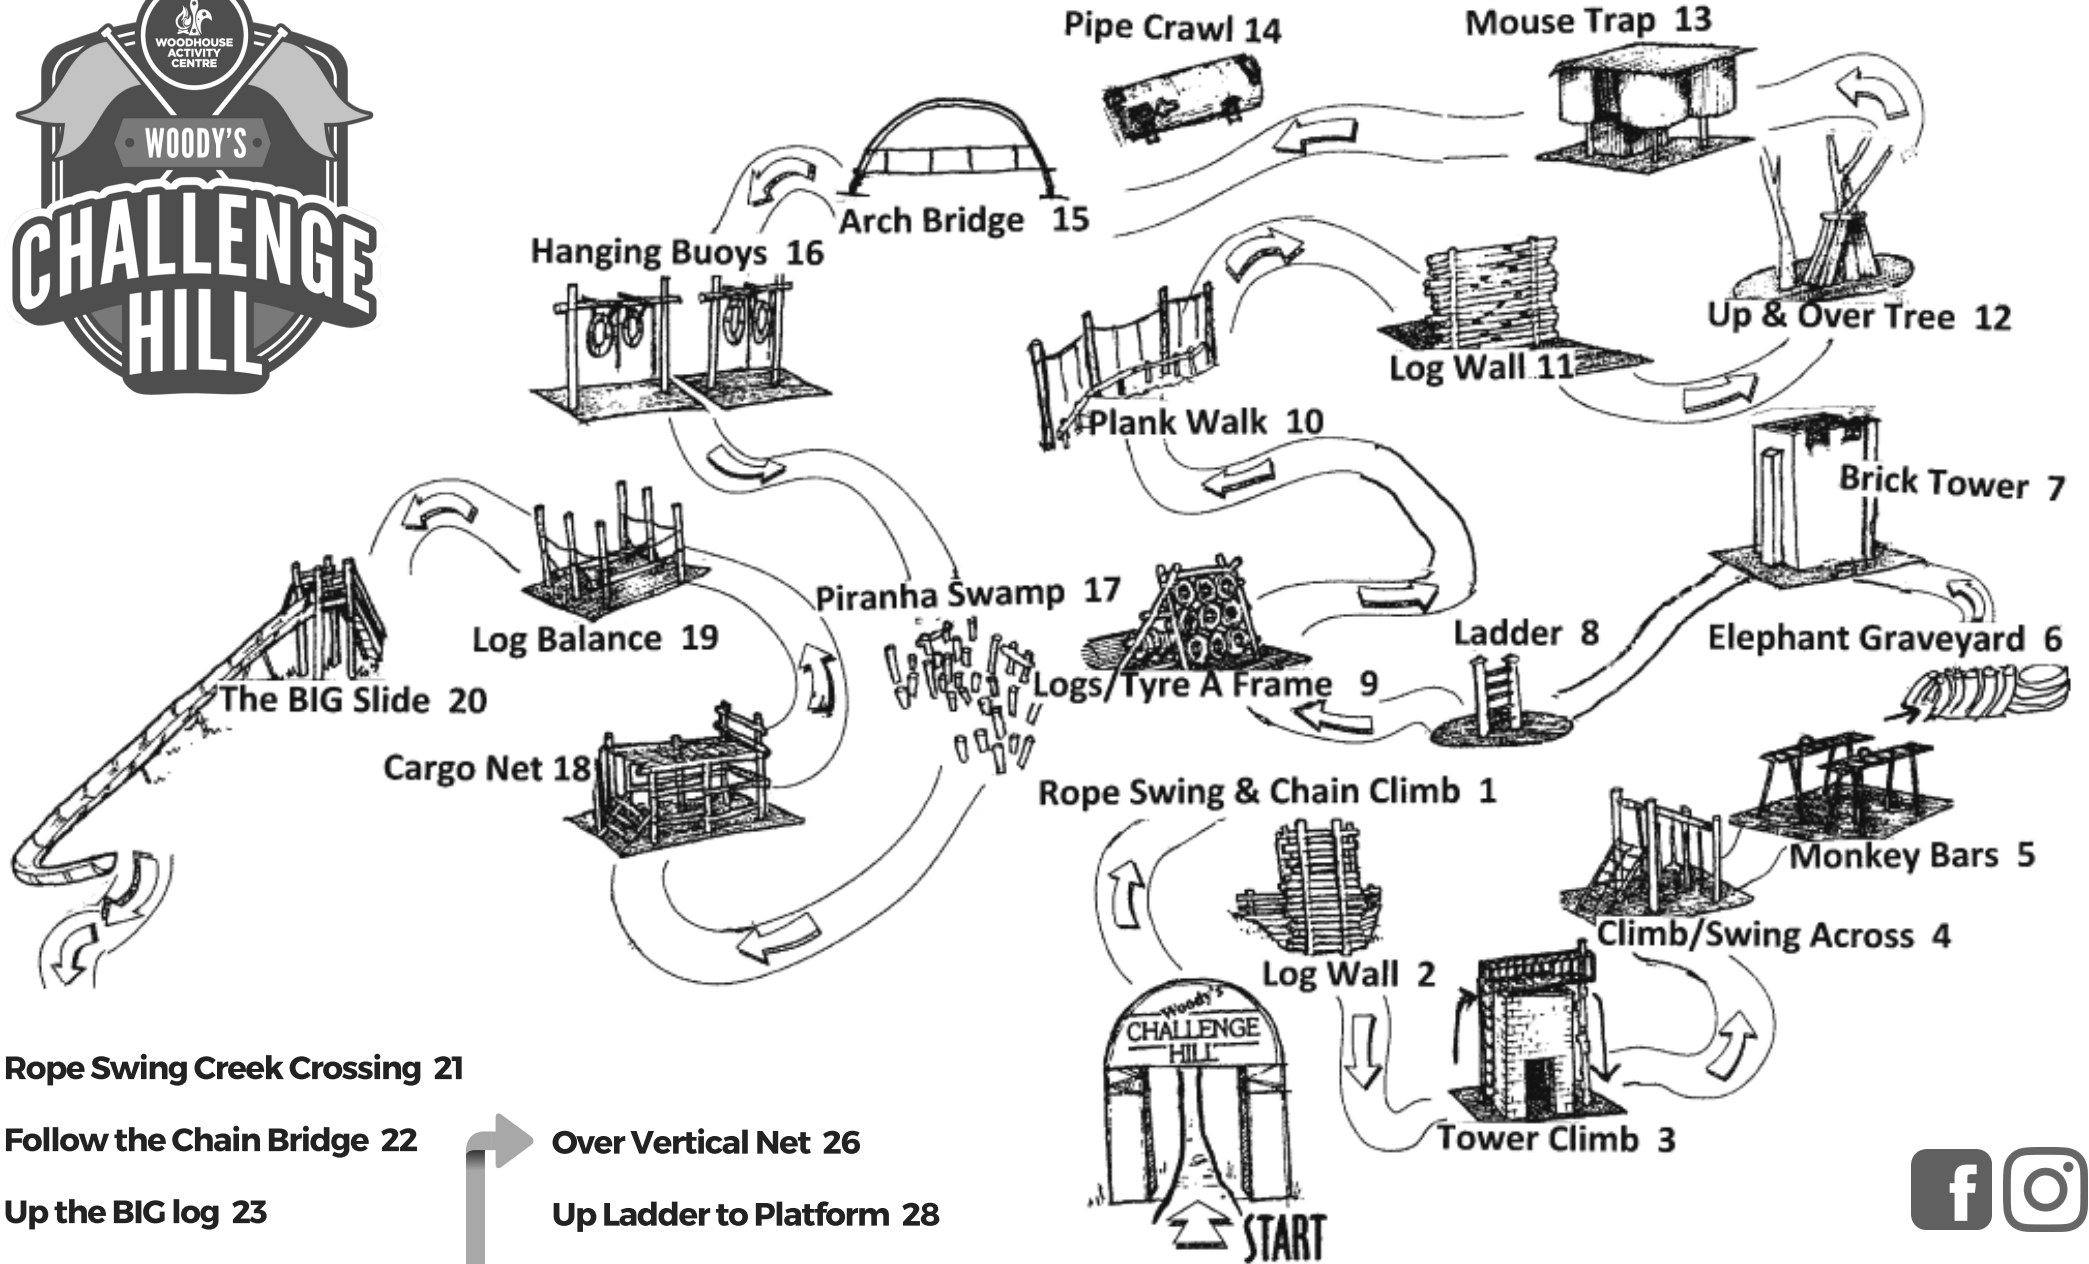 WOODHOUSE
ACTIVITY
CENTRE
WOODY'S
CHALLENGE
HILL
Pipe Crawl 14
Mouse Trap 13
Arch Bridge 15
Hanging Buoys 16
Up & Over Tree 12
Log Wall 11
Plank Walk 10
Brick Tower 7
Piranha Swamp 17
Log Balance 19
Ladder 8
Elephant Graveyard 6
Logs/Tyre A Frame 9
The BIG Slide 20
Cargo Net 18
Rope Swing & Chain Climb 1
Monkey Bars 5
Climb/Swing Across 4
Log Wall 2
Woody's
CHALLENGE
HILL
Tower Climb 3
START
Rope Swing Creek Crossing 21
Follow the Chain Bridge 22
Up the BIG log 23
Over Vertical Net 26
Up Ladder to Platform 28
f